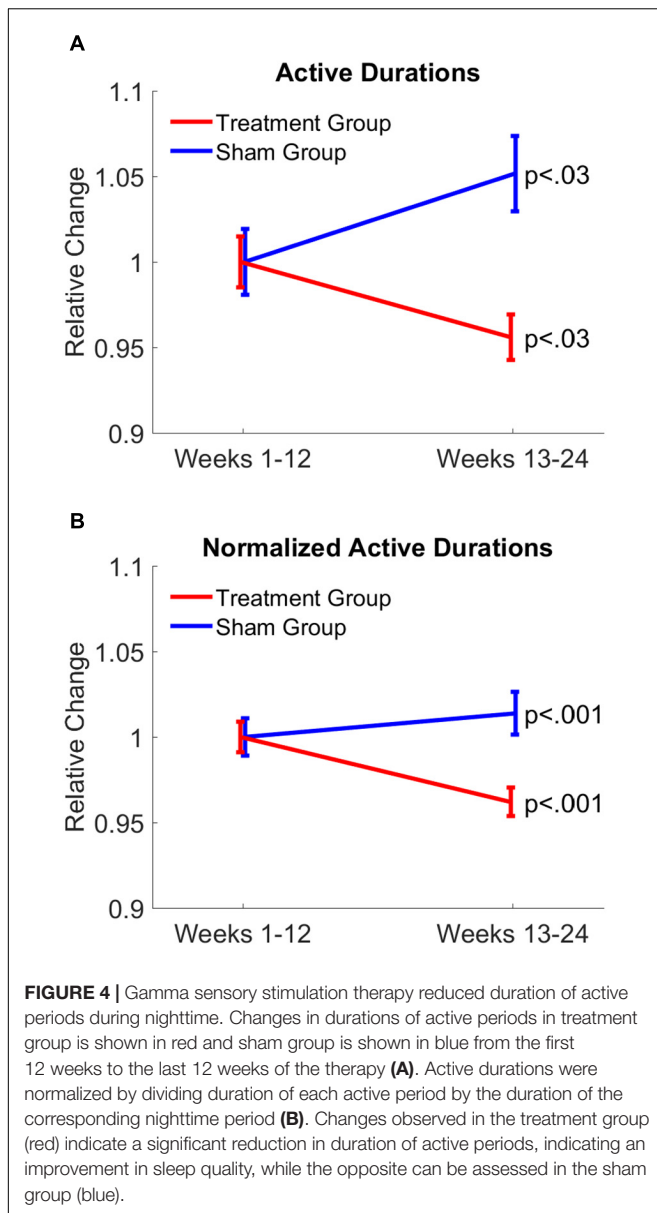 A
Active Durations
1.1
Treatment Group
Sham Group
1.05
p<.03
Relative Change
1
0.95
p<.03
0.9
Weeks 1-12 Weeks 13-24
B
Normalized Active Durations
1.1
Treatment Group
Sham Group
1.05
p<.001
Relative Change
1
0.95
p<.001
0.9
Weeks 1-12 Weeks 13-24
FIGURE 4 | Gamma sensory stimulation therapy reduced duration of active
periods during nighttime. Changes in durations of active periods in treatment
group is shown in red and sham group is shown in blue from the first
12 weeks to the last 12 weeks of the therapy (A). Active durations were
normalized by dividing duration of each active period by the duration of the
corresponding nighttime period (B). Changes observed in the treatment group
(red) indicate a significant reduction in duration of active periods, indicating an
improvement in sleep quality, while the opposite can be assessed in the sham
group (blue).